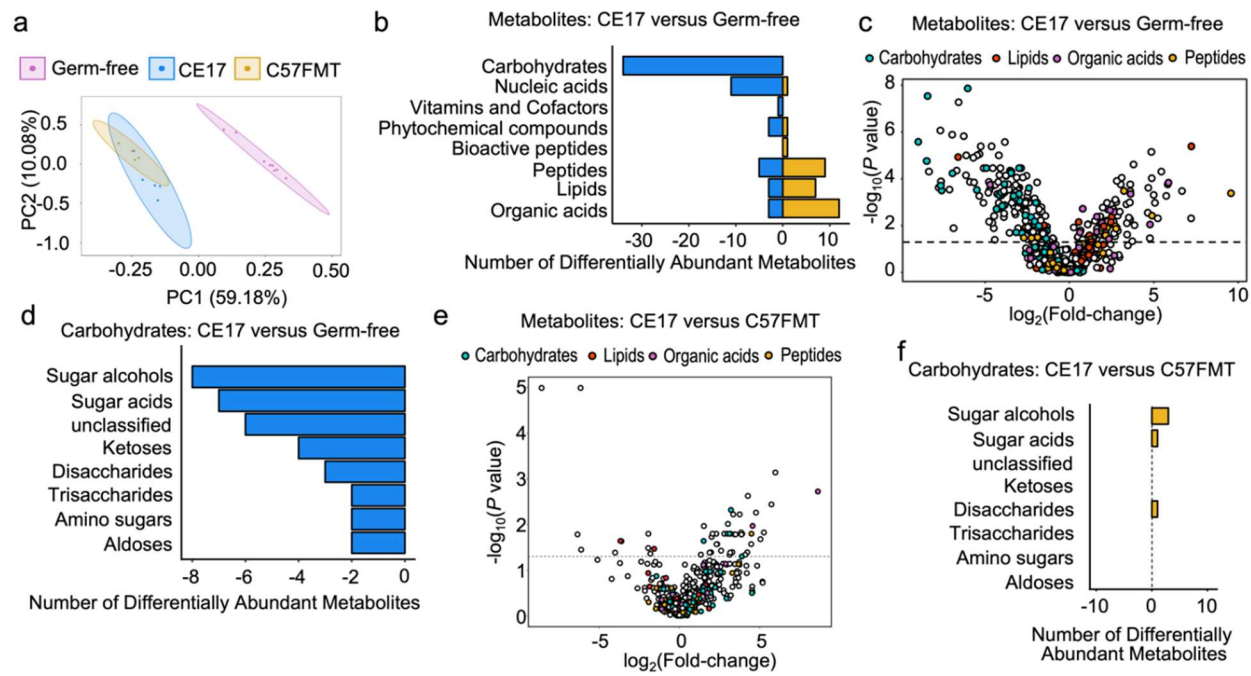 a
Germ-free CE17 C57FMT
PC2 (10.08%)
0.5
0.0
-0.5
-1.0
-0.25 0.00 0.25 0.50
PC1 (59.18%)
b
Metabolites: CE17 versus Germ-free
Carbohydrates
Nucleic acids
Vitamins and Cofactors
Phytochemical compounds
Bioactive peptides
Peptides
Lipids
Organic acids
-30 -20 -10 0 10
Number of Differentially Abundant Metabolites
c
Metabolites: CE17 versus Germ-free
Carbohydrates Lipids Organic acids Peptides
-log10(P value)
8
6
4
2
0
-5 0 5 10
log2(Fold-change)
d
Carbohydrates: CE17 versus Germ-free
Sugar alcohols
Sugar acids
unclassified
Ketoses
Disaccharides
Trisaccharides
Amino sugars
Aldoses
-8 -6 -4 -2 0
Number of Differentially Abundant Metabolites
e
Metabolites: CE17 versus C57FMT
Carbohydrates Lipids Organic acids Peptides
-log10(P value)
5
4
3
2
1
0
-5 0 5
log2(Fold-change)
f
Carbohydrates: CE17 versus C57FMT
Sugar alcohols
Sugar acids
unclassified
Ketoses
Disaccharides
Trisaccharides
Amino sugars
Aldoses
-10 0 10
Number of Differentially
Abundant Metabolites